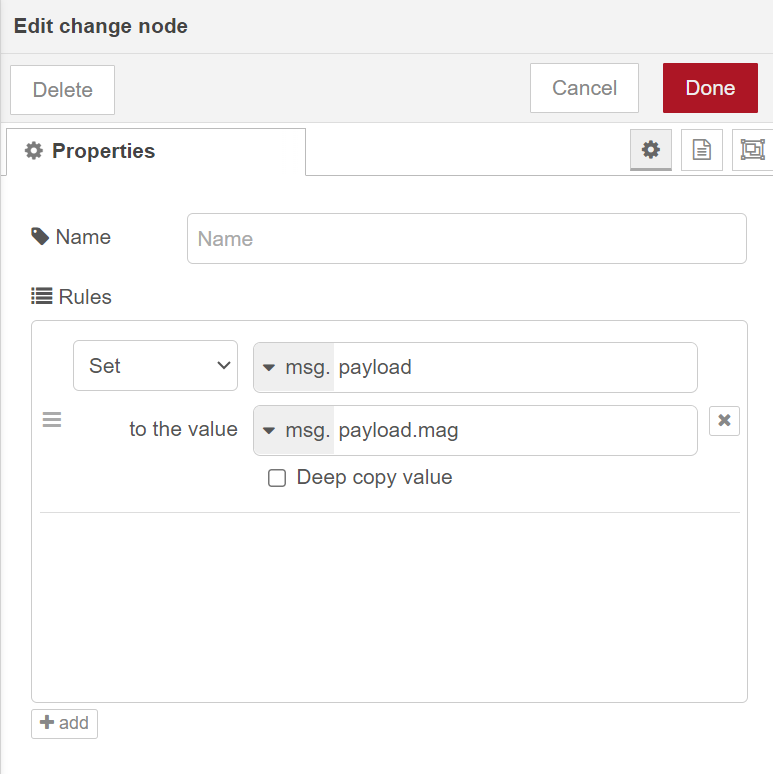 Edit change node
Delete Cancel Done
Properties
Name Name
Rules
Set msg. payload
to the value msg. payload.mag
Deep copy value
add